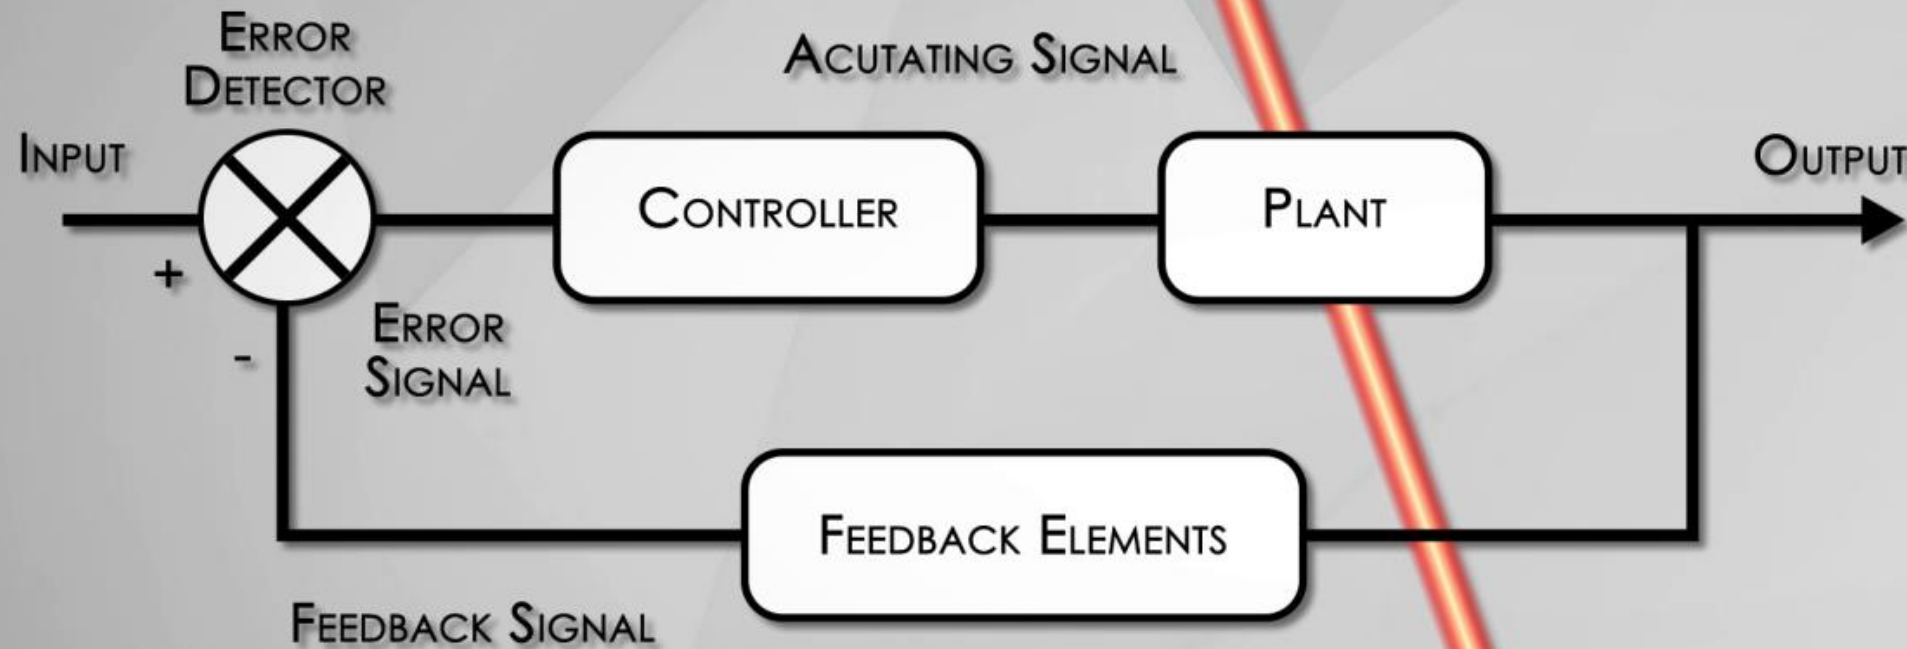 Error
Detector
Acutating Signal
Input
Output
Controller
Plant
+
Error
Signal
-
Feedback Elements
Feedback Signal